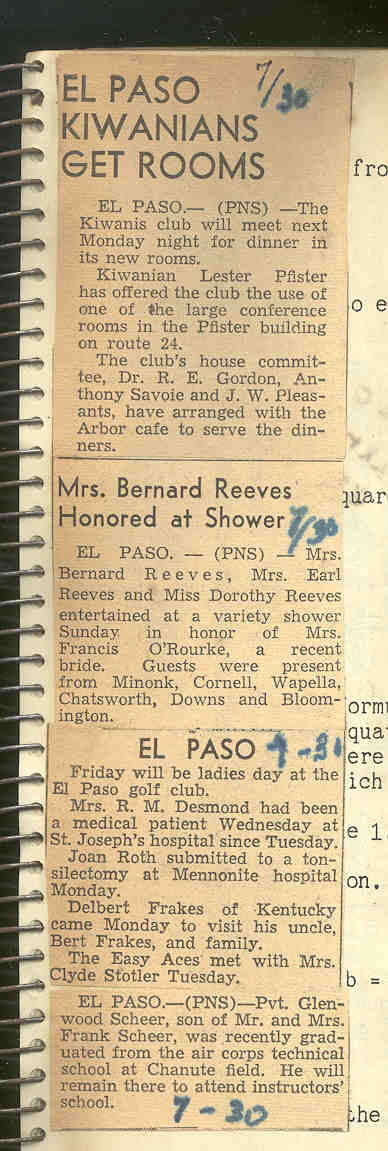 EL PASO 7/30
KIWANIANS
GET ROOMS
EL PASO.— (PNS) —The
Kiwanis club will meet next
Monday night for dinner in
its new rooms.
Kiwanian Lester Pfister
has offered the club the use of
one of the large conference
rooms in the Pfister building
on route 24.
The club's house commit-
tee, Dr. R. E. Gordon, An-
thony Savoie and J. W. Pleas-
ants, have arranged with the
Arbor cafe to serve the din-
ners.
Mrs. Bernard Reeves
Honored at Shower 7/30
EL PASO. — (PNS) — Mrs.
Bernard Reeves, Mrs. Earl
Reeves and Miss Dorothy Reeves
entertained at a variety shower
Sunday in honor of Mrs.
Francis O'Rourke, a recent
bride. Guests were present
from Minonk, Cornell, Wapella,
Chatsworth, Downs and Bloom-
ington.
EL PASO 7-30
Friday will be ladies day at the
El Paso golf club.
Mrs. R. M. Desmond had been
a medical patient Wednesday at
St. Joseph's hospital since Tuesday.
Joan Roth submitted to a ton-
silectomy at Mennonite hospital
Monday.
Delbert Frakes of Kentucky
came Monday to visit his uncle,
Bert Frakes, and family.
The Easy Aces met with Mrs.
Clyde Stotler Tuesday.
EL PASO.—(PNS)—Pvt. Glen-
wood Scheer, son of Mr. and Mrs.
Frank Scheer, was recently grad-
uated from the air corps technical
school at Chanute field. He will
remain there to attend instructors'
school.
7-30
fro
o e
quar
ormu
qua
ere
ich
e 1
on.
b =
the